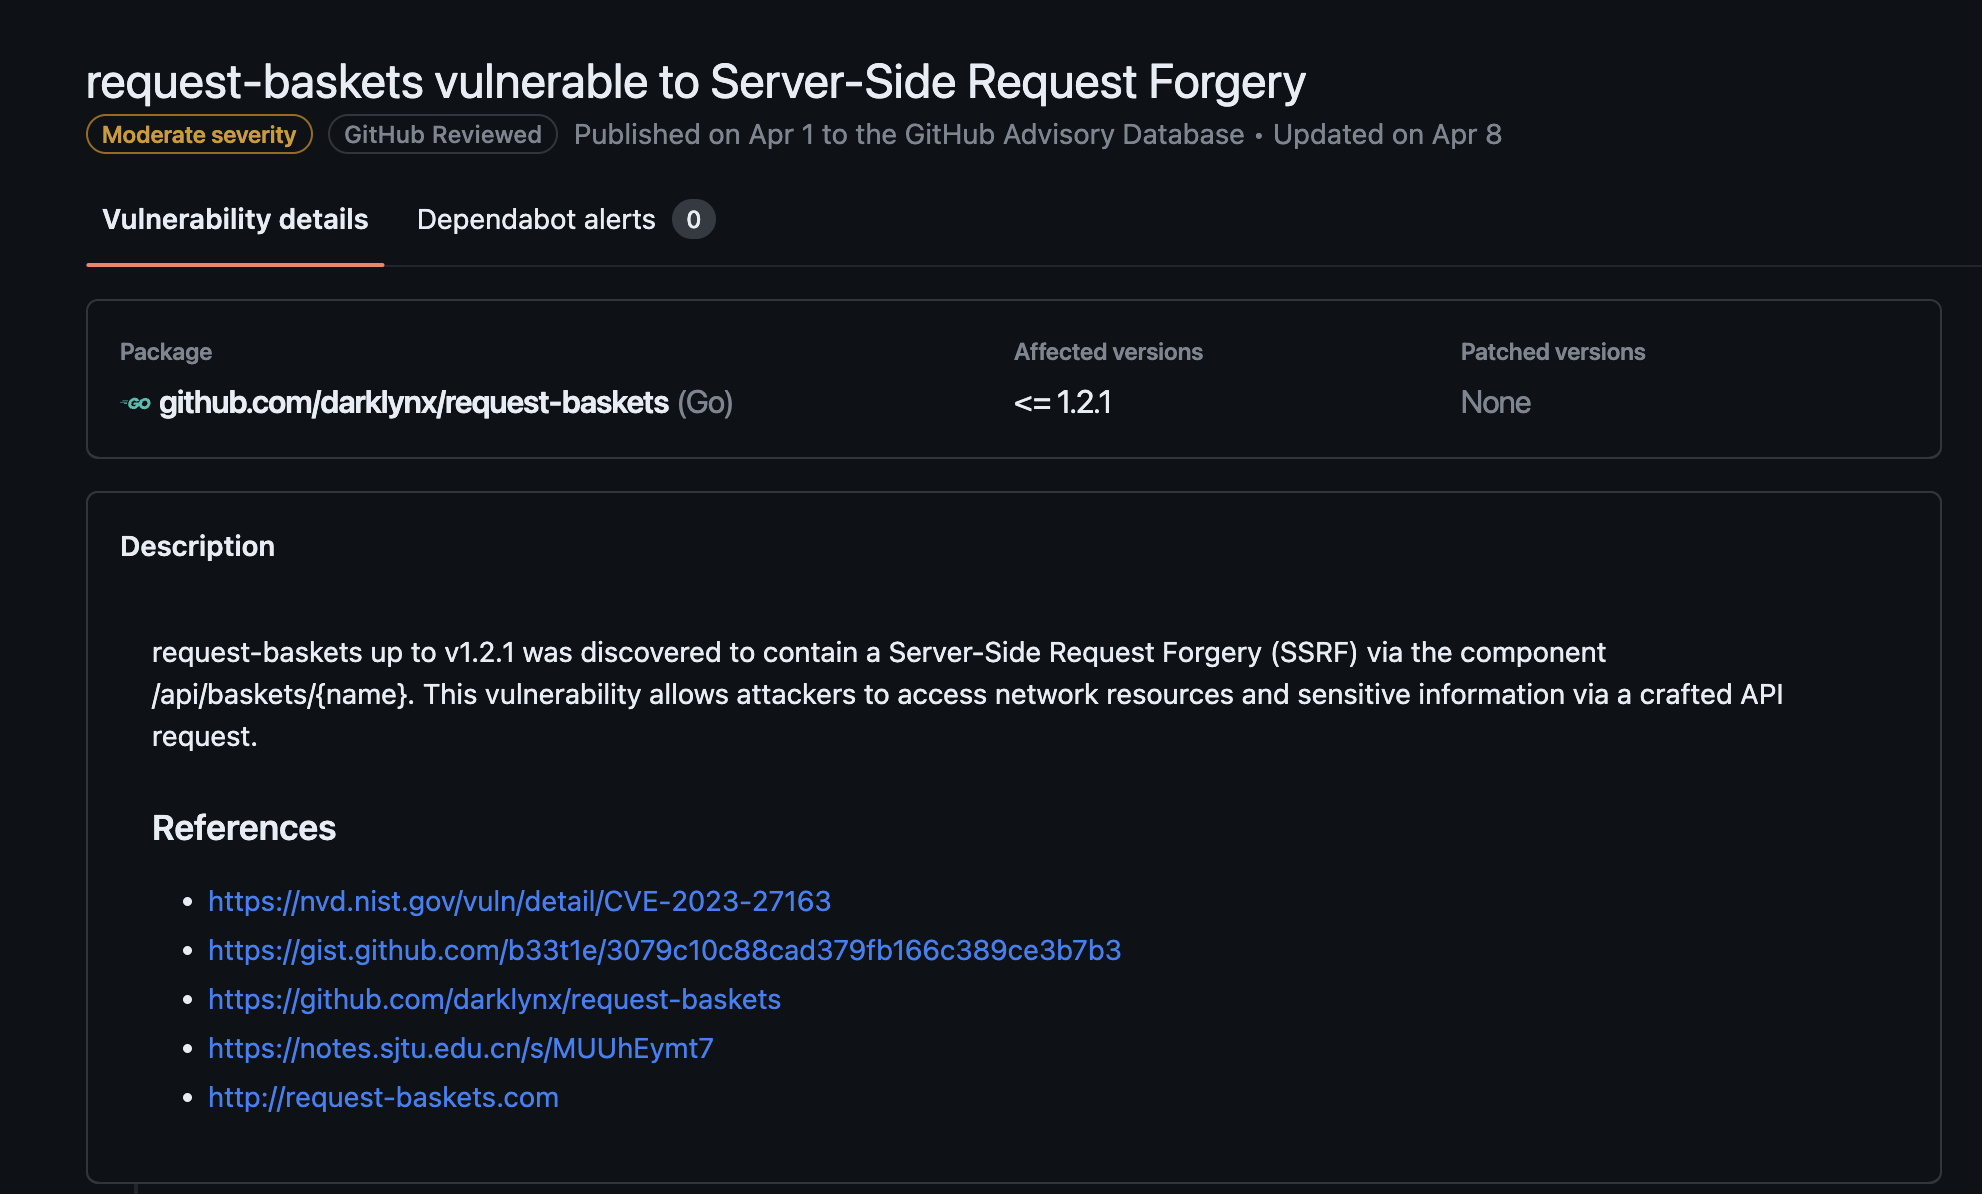 request-baskets vulnerable to Server-Side Request Forgery
Moderate severity GitHub Reviewed Published on Apr 1 to the GitHub Advisory Database • Updated on Apr 8
Vulnerability details Dependabot alerts 0
Package Affected versions Patched versions
GO github.com/darklynx/request-baskets (Go) <= 1.2.1 None
Description
request-baskets up to v1.2.1 was discovered to contain a Server-Side Request Forgery (SSRF) via the component
/api/baskets/{name}. This vulnerability allows attackers to access network resources and sensitive information via a crafted API
request.
References
• https://nvd.nist.gov/vuln/detail/CVE-2023-27163
• https://gist.github.com/b33t1e/3079c10c88cad379fb166c389ce3b7b3
• https://github.com/darklynx/request-baskets
• https://notes.sjtu.edu.cn/s/MUUhEymt7
• http://request-baskets.com